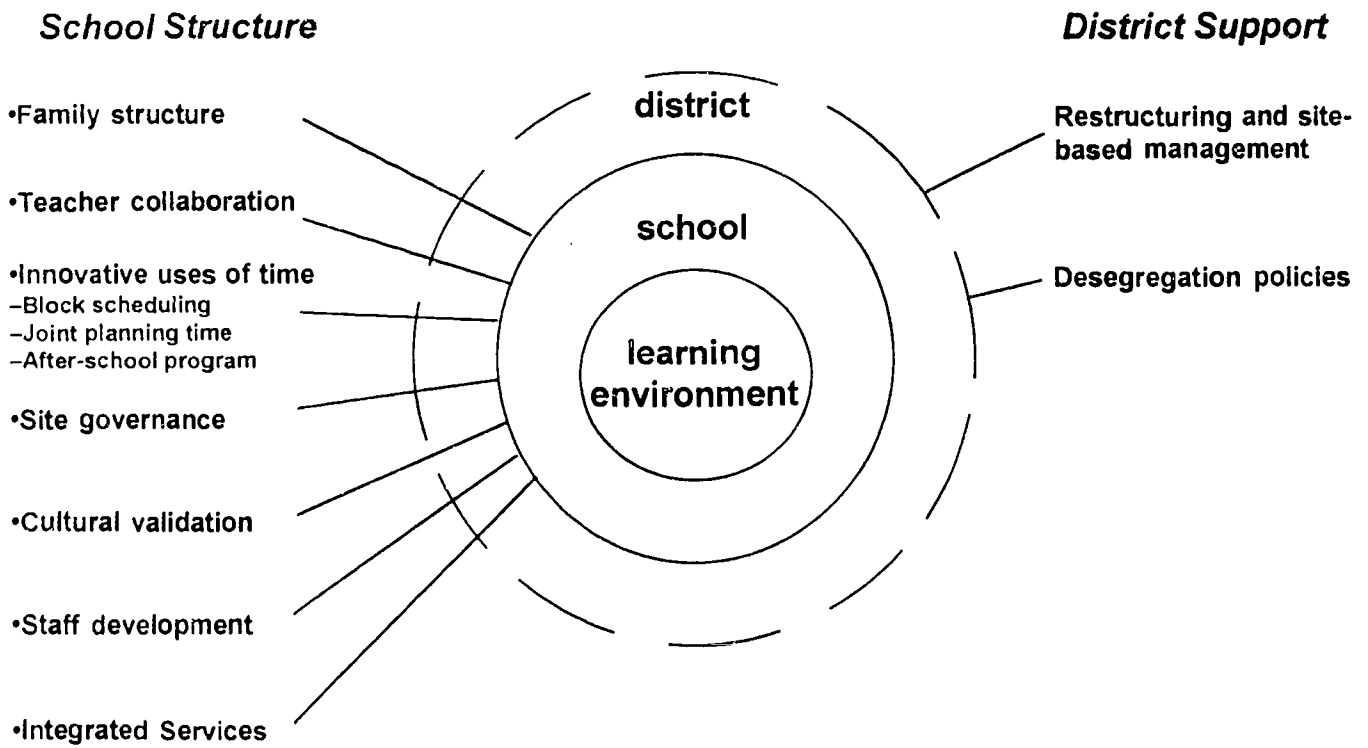 School Structure
•Family structure
•Teacher collaboration
•Innovative uses of time
–Block scheduling
–Joint planning time
–After-school program
•Site governance
•Cultural validation
•Staff development
•Integrated Services
district
school
learning
environment
District Support
Restructuring and site-
based management
Desegregation policies